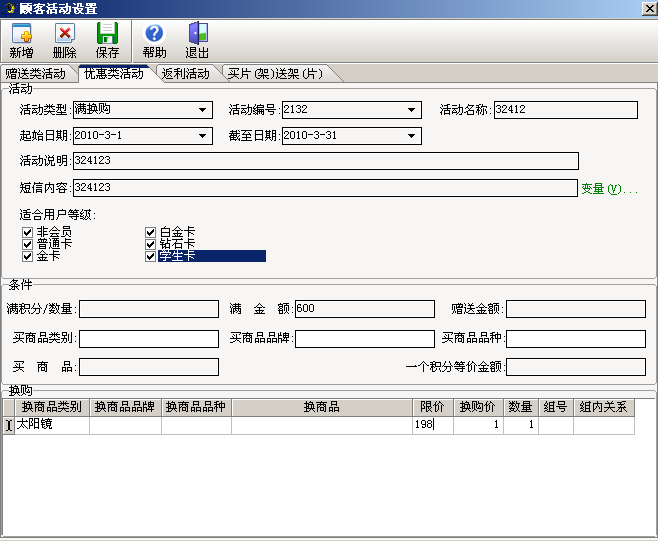 顾客活动设置
新增 删除 保存 帮助 退出
赠送类活动 优惠类活动 返利活动 买片(架)送架(片)
活动
活动类型: 满换购 活动编号: 2132 活动名称: 32412
起始日期: 2010-3-1 截至日期: 2010-3-31
活动说明: 324123
短信内容: 324123 变量(V)...
适合用户等级:
非会员 白金卡
普通卡 钻石卡
金卡 学生卡
条件
满积分/数量: 满 金 额: 600 赠送金额:
买商品类别: 买商品品牌: 买商品品种:
买 商 品: 一个积分等价金额:
换购
换商品类别 换商品品牌 换商品品种 换商品 限价 换购价 数量 组号 组内关系
太阳镜 198 1 1